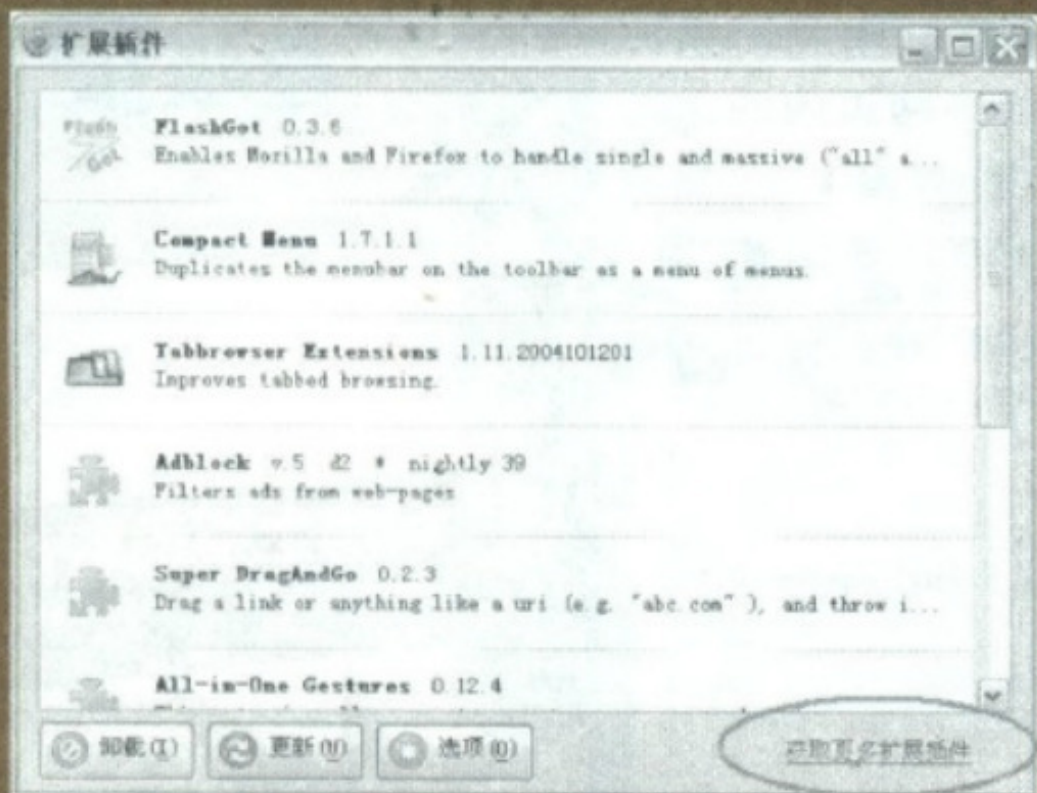 扩展插件
Flash
Got
FlashGot 0.3.6
Enables Morilla and Firefox to handle single and massive ("all" a...
Compact Menu 1.7.1.1
Duplicates the menubar on the toolbar as a menu of menus.
Tabbrowser Extensions 1.11.2004101201
Improves tabbed browsing.
Adblock v.5 d2 * nightly 39
Filters ads from web-pages
Super DragAndGo 0.2.3
Drag a link or anything like a uri (e.g. "abc.com" ), and throw i...
All-in-One Gestures 0.12.4
卸载(I) 更新(U) 选项(O) 获取更多扩展插件